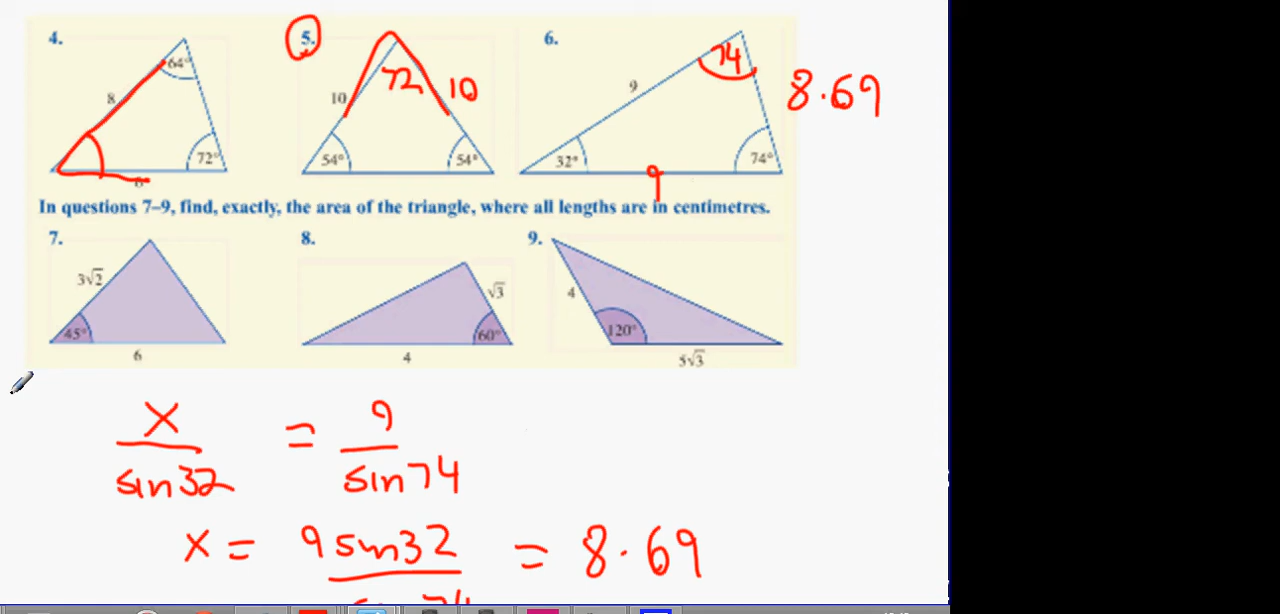 4. 5. 6.
64° 72 74
8 10 10 9 8.69
72° 54° 54° 32° 74°
9
In questions 7–9, find, exactly, the area of the triangle, where all lengths are in centimetres.
7. 8. 9.
3√2 √3 4
45° 60° 120°
6 4 5√3
x/sin32 = 9/sin74
x = 9 sin32 / = 8.69